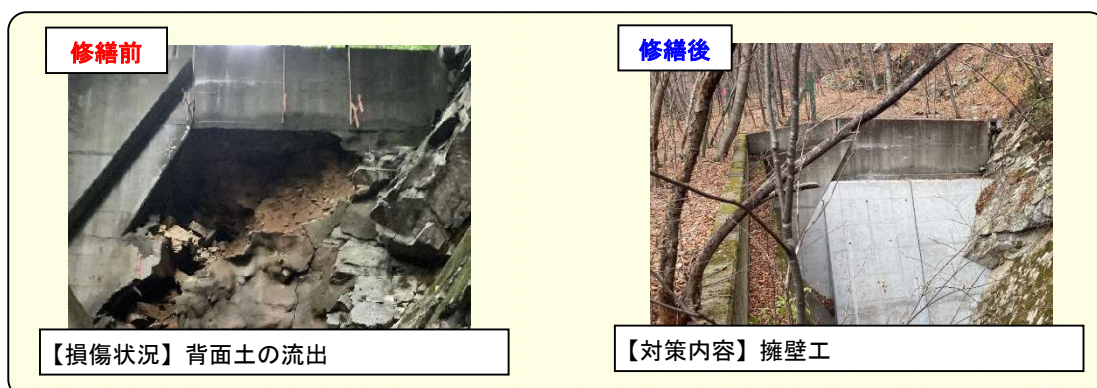 修繕前
修繕後
【損傷状況】背面土の流出
【対策内容】擁壁工